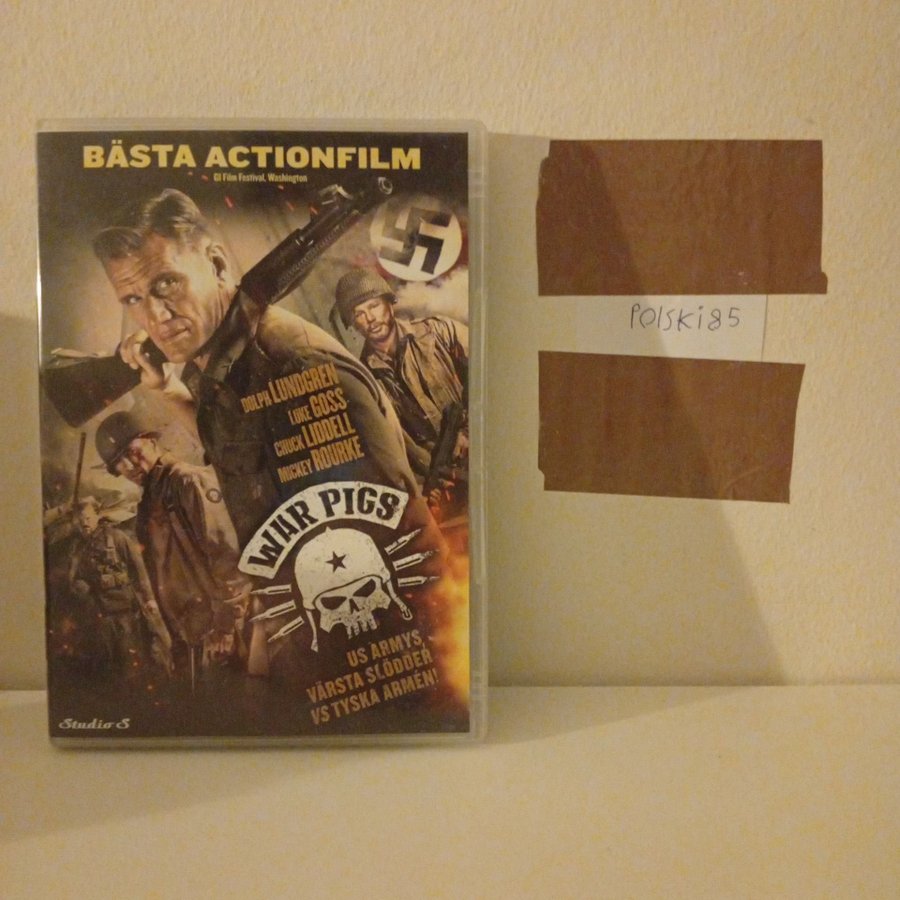 BÄSTA ACTIONFILM
GI Film Festival, Washington
DOLPH LUNDGREN
LUKE GOSS
CHUCK LIDDELL
MICKEY ROURKE
WAR PIGS
US ARMYS
VÄRSTA SLÖDDER
VS TYSKA ARMÉN!
Studio S
POlSKi85